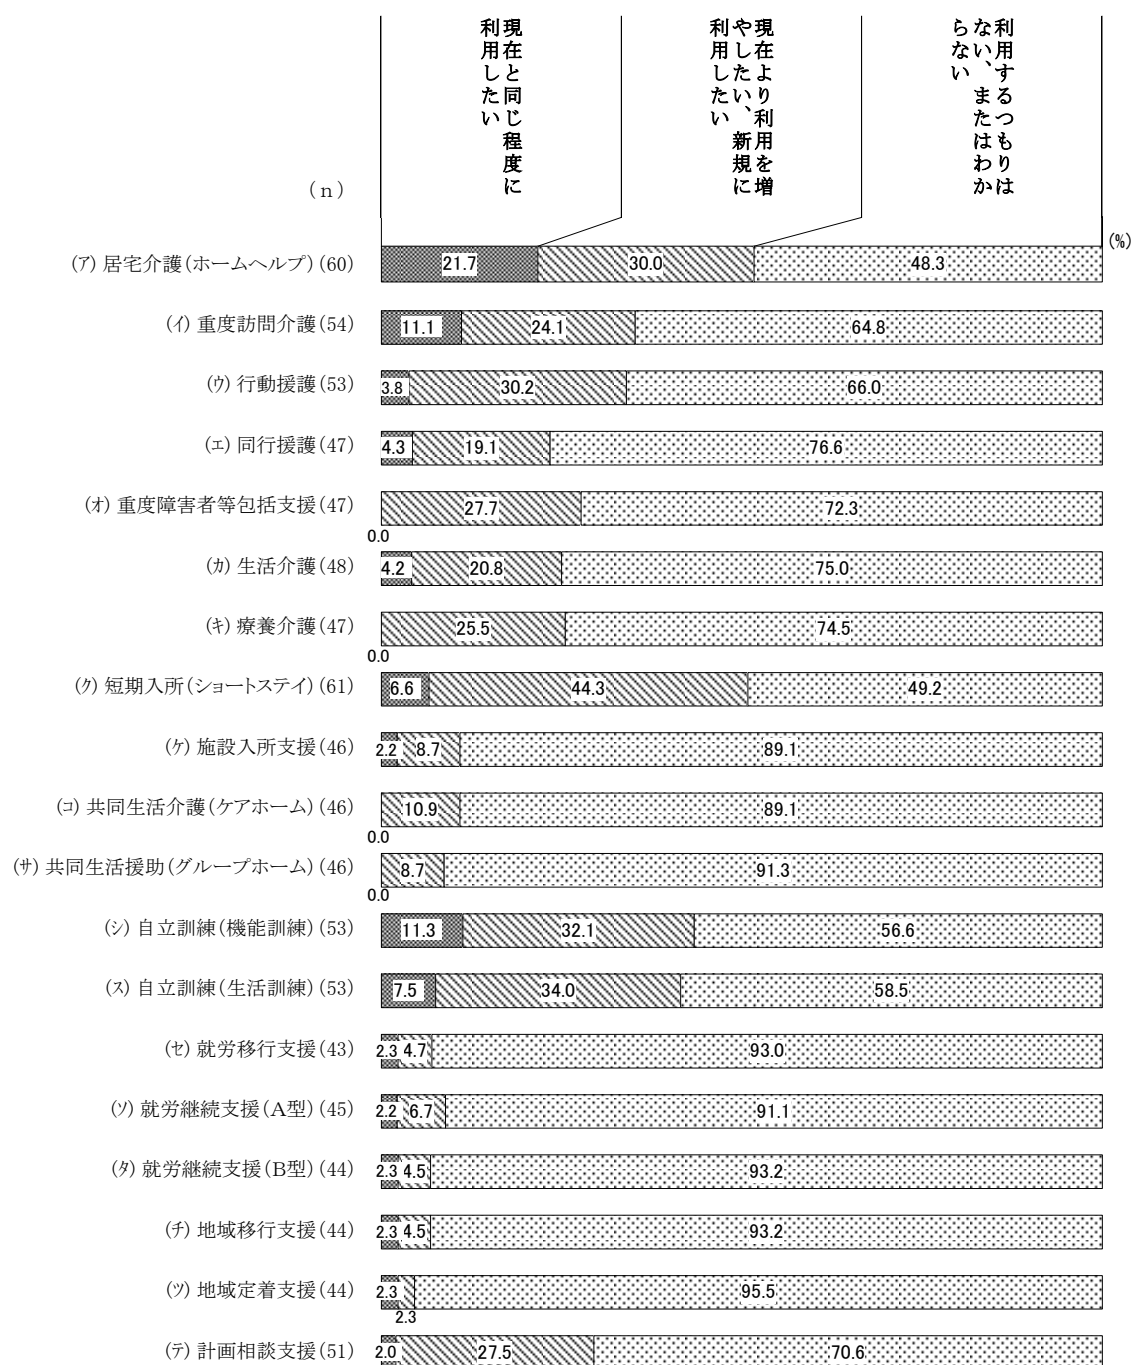 現在と同じ程度に
利用したい
現在より利用を増
やしたい、新規に
利用したい
利用するつもりは
ない、またはわか
らない
(n)
(%)
(ｱ) 居宅介護(ホームヘルプ)(60) 21.7 30.0 48.3
(ｲ) 重度訪問介護(54) 11.1 24.1 64.8
(ｳ) 行動援護(53) 3.8 30.2 66.0
(ｴ) 同行援護(47) 4.3 19.1 76.6
(ｵ) 重度障害者等包括支援(47) 27.7 72.3
0.0
(ｶ) 生活介護(48) 4.2 20.8 75.0
(ｷ) 療養介護(47) 25.5 74.5
0.0
(ｸ) 短期入所(ショートステイ)(61) 6.6 44.3 49.2
(ｹ) 施設入所支援(46) 2.2 8.7 89.1
(ｺ) 共同生活介護(ケアホーム)(46) 10.9 89.1
0.0
(ｻ) 共同生活援助(グループホーム)(46) 8.7 91.3
0.0
(ｼ) 自立訓練(機能訓練)(53) 11.3 32.1 56.6
(ｽ) 自立訓練(生活訓練)(53) 7.5 34.0 58.5
(ｾ) 就労移行支援(43) 2.3 4.7 93.0
(ｿ) 就労継続支援(A型)(45) 2.2 6.7 91.1
(ﾀ) 就労継続支援(B型)(44) 2.3 4.5 93.2
(ﾁ) 地域移行支援(44) 2.3 4.5 93.2
(ﾂ) 地域定着支援(44) 2.3 95.5
2.3
(ﾃ) 計画相談支援(51) 2.0 27.5 70.6